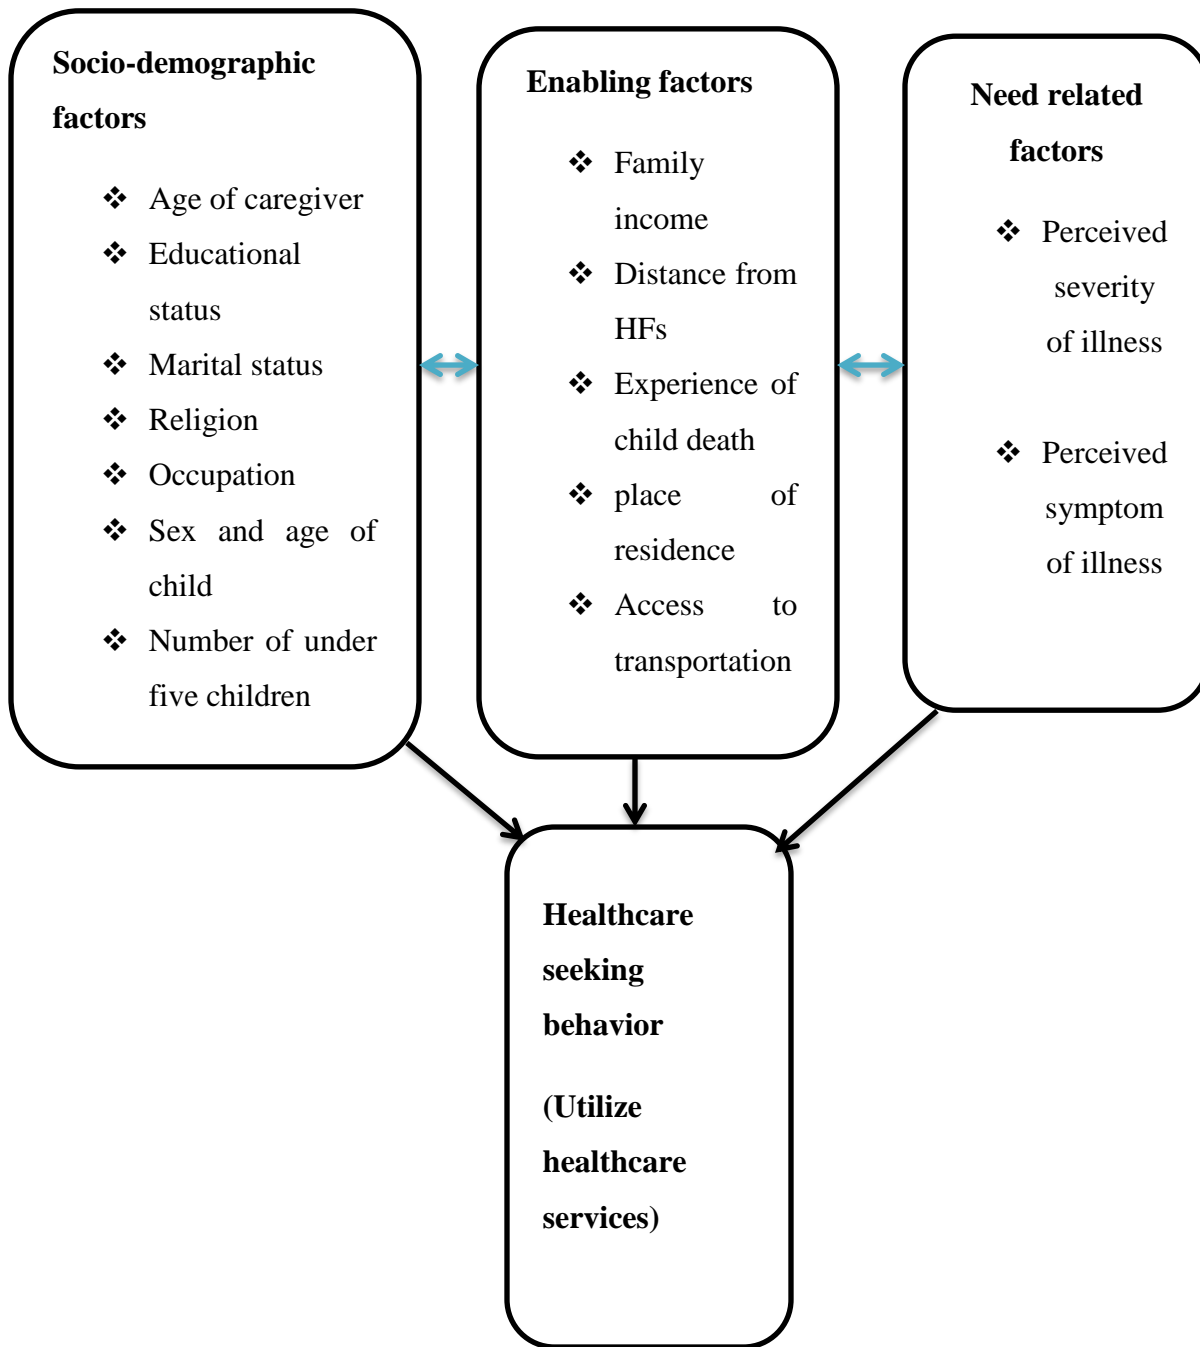 Socio-demographic
factors
❖ Age of caregiver
❖ Educational
status
❖ Marital status
❖ Religion
❖ Occupation
❖ Sex and age of
child
❖ Number of under
five children
Enabling factors
❖ Family
income
❖ Distance from
HFs
❖ Experience of
child death
❖ place of
residence
❖ Access to
transportation
Need related
factors
❖ Perceived
severity
of illness
❖ Perceived
symptom
of illness
Healthcare
seeking
behavior
(Utilize
healthcare
services)